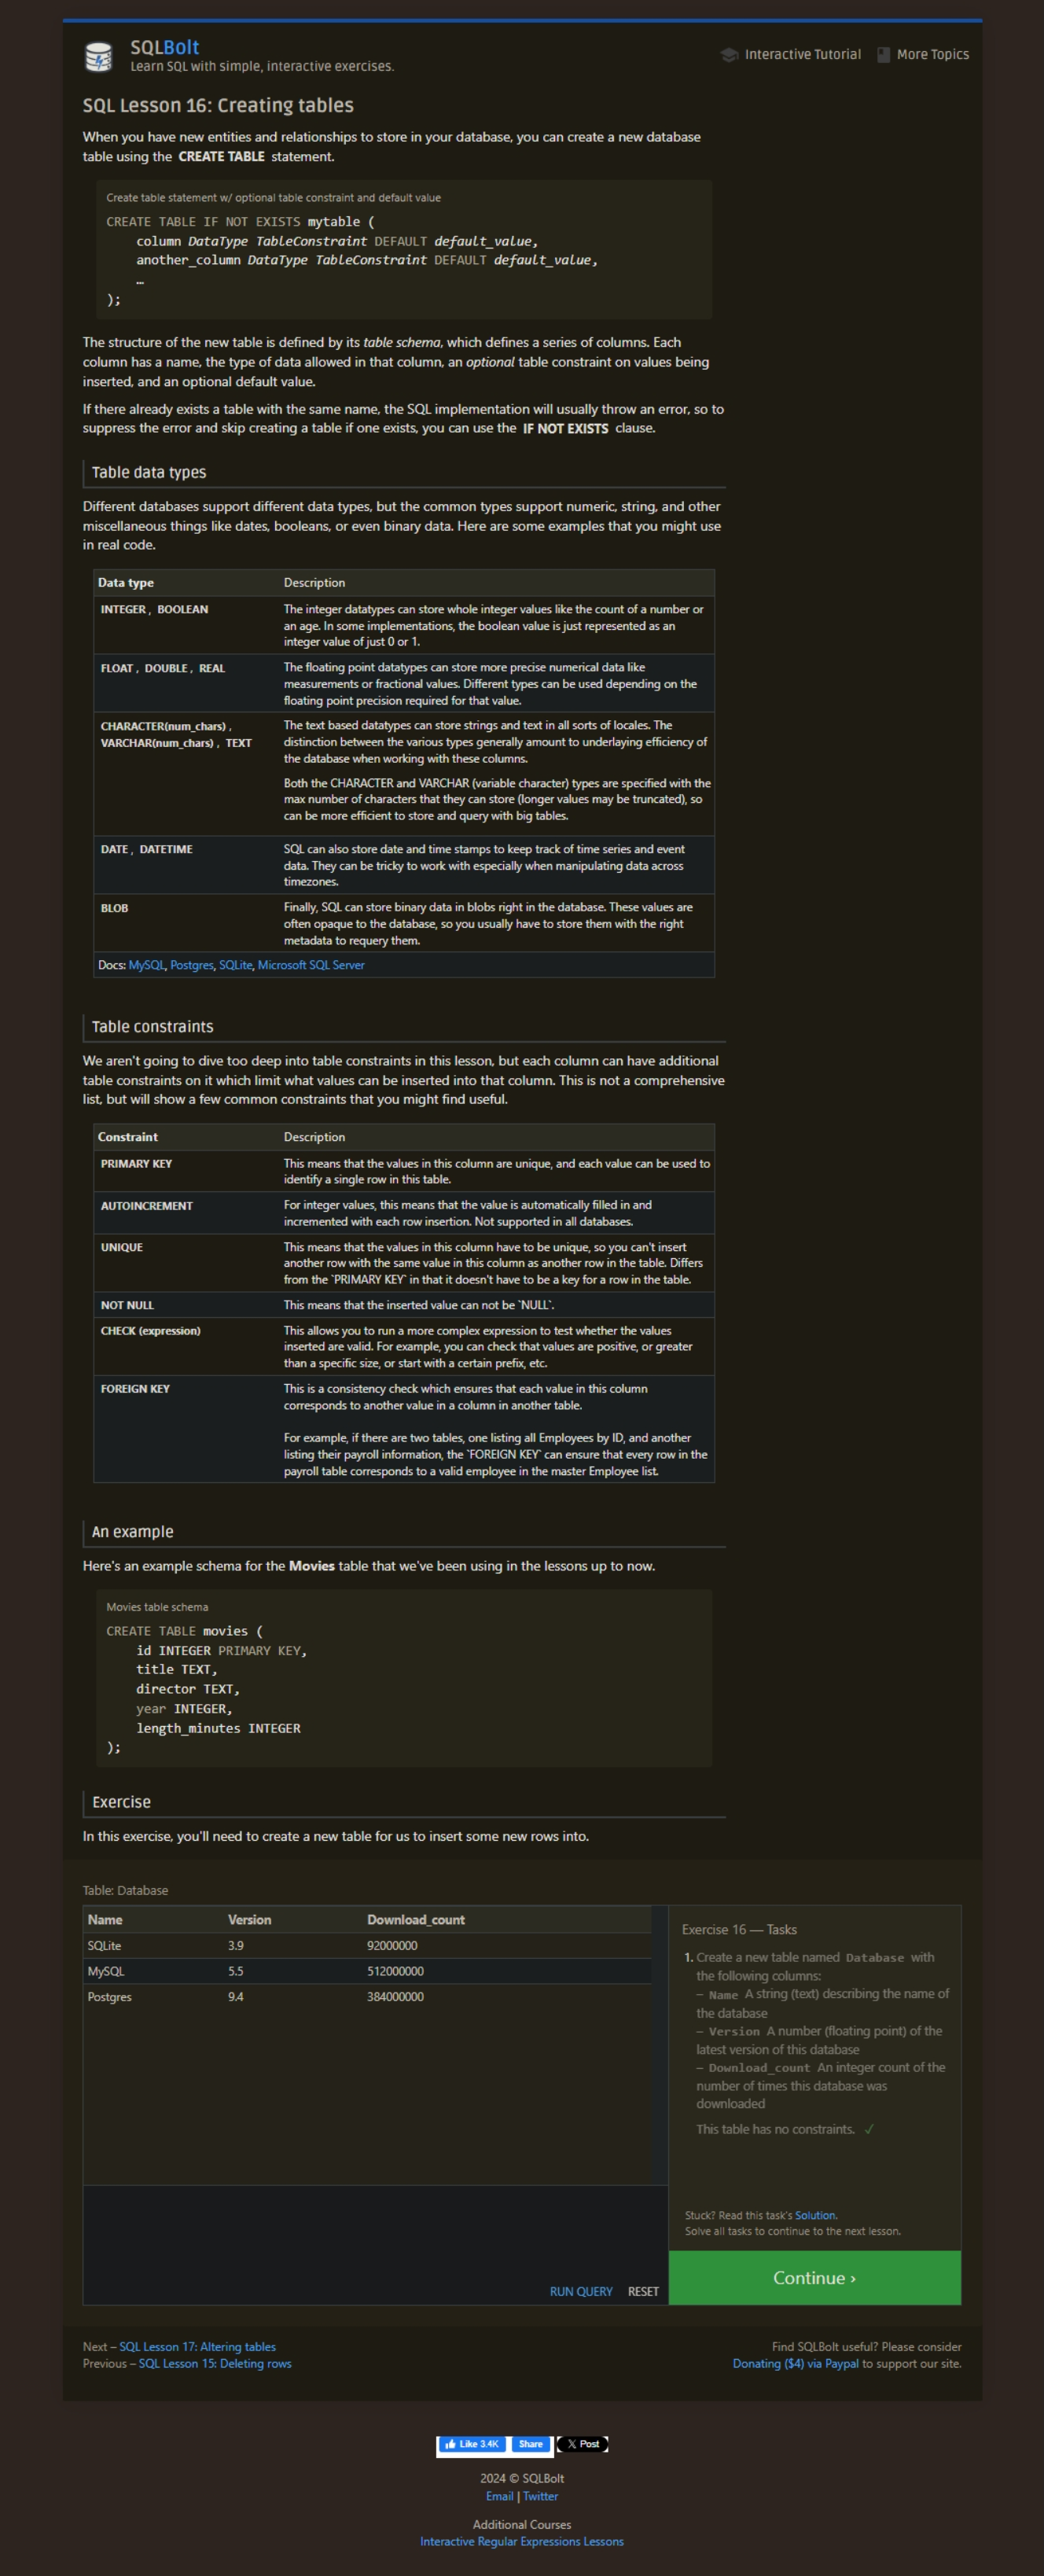 SQLBolt
Learn SQL with simple, interactive exercises.
Interactive Tutorial
More Topics
SQL Lesson 16: Creating tables
When you have new entities and relationships to store in your database, you can create a new database
table using the CREATE TABLE statement.
Create table statement w/ optional table constraint and default value
CREATE TABLE IF NOT EXISTS mytable (
    column DataType TableConstraint DEFAULT default_value,
    another_column DataType TableConstraint DEFAULT default_value,
    …
);
The structure of the new table is defined by its table schema, which defines a series of columns. Each
column has a name, the type of data allowed in that column, an optional table constraint on values being
inserted, and an optional default value.
If there already exists a table with the same name, the SQL implementation will usually throw an error, so to
suppress the error and skip creating a table if one exists, you can use the IF NOT EXISTS clause.
Table data types
Different databases support different data types, but the common types support numeric, string, and other
miscellaneous things like dates, booleans, or even binary data. Here are some examples that you might use
in real code.
Data type Description
INTEGER , BOOLEAN
The integer datatypes can store whole integer values like the count of a number or
an age. In some implementations, the boolean value is just represented as an
integer value of just 0 or 1.
FLOAT , DOUBLE , REAL
The floating point datatypes can store more precise numerical data like
measurements or fractional values. Different types can be used depending on the
floating point precision required for that value.
CHARACTER(num_chars) ,
VARCHAR(num_chars) , TEXT
The text based datatypes can store strings and text in all sorts of locales. The
distinction between the various types generally amount to underlaying efficiency of
the database when working with these columns.
Both the CHARACTER and VARCHAR (variable character) types are specified with the
max number of characters that they can store (longer values may be truncated), so
can be more efficient to store and query with big tables.
DATE , DATETIME
SQL can also store date and time stamps to keep track of time series and event
data. They can be tricky to work with especially when manipulating data across
timezones.
BLOB
Finally, SQL can store binary data in blobs right in the database. These values are
often opaque to the database, so you usually have to store them with the right
metadata to requery them.
Docs: MySQL, Postgres, SQLite, Microsoft SQL Server
Table constraints
We aren't going to dive too deep into table constraints in this lesson, but each column can have additional
table constraints on it which limit what values can be inserted into that column. This is not a comprehensive
list, but will show a few common constraints that you might find useful.
Constraint Description
PRIMARY KEY
This means that the values in this column are unique, and each value can be used to
identify a single row in this table.
AUTOINCREMENT
For integer values, this means that the value is automatically filled in and
incremented with each row insertion. Not supported in all databases.
UNIQUE
This means that the values in this column have to be unique, so you can't insert
another row with the same value in this column as another row in the table. Differs
from the `PRIMARY KEY` in that it doesn't have to be a key for a row in the table.
NOT NULL
This means that the inserted value can not be `NULL`.
CHECK (expression)
This allows you to run a more complex expression to test whether the values
inserted are valid. For example, you can check that values are positive, or greater
than a specific size, or start with a certain prefix, etc.
FOREIGN KEY
This is a consistency check which ensures that each value in this column
corresponds to another value in a column in another table.
For example, if there are two tables, one listing all Employees by ID, and another
listing their payroll information, the `FOREIGN KEY` can ensure that every row in the
payroll table corresponds to a valid employee in the master Employee list.
An example
Here's an example schema for the Movies table that we've been using in the lessons up to now.
Movies table schema
CREATE TABLE movies (
    id INTEGER PRIMARY KEY,
    title TEXT,
    director TEXT,
    year INTEGER,
    length_minutes INTEGER
);
Exercise
In this exercise, you'll need to create a new table for us to insert some new rows into.
Table: Database
Name Version Download_count
SQLite 3.9 92000000
MySQL 5.5 512000000
Postgres 9.4 384000000
RUN QUERY RESET
Exercise 16 — Tasks
1. Create a new table named Database with
the following columns:
– Name A string (text) describing the name of
the database
– Version A number (floating point) of the
latest version of this database
– Download_count An integer count of the
number of times this database was
downloaded
This table has no constraints. ✓
Stuck? Read this task's Solution.
Solve all tasks to continue to the next lesson.
Continue ›
Next – SQL Lesson 17: Altering tables
Previous – SQL Lesson 15: Deleting rows
Find SQLBolt useful? Please consider
Donating ($4) via Paypal to support our site.
Like 3.4K Share X Post
2024 © SQLBolt
Email | Twitter
Additional Courses
Interactive Regular Expressions Lessons